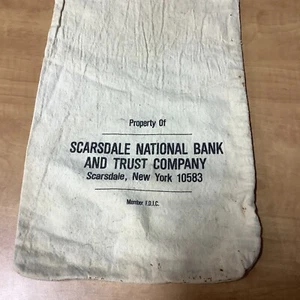 Property Of
SCARSDALE NATIONAL BANK
AND TRUST COMPANY
Scarsdale, New York 10583
Member F.D.I.C.